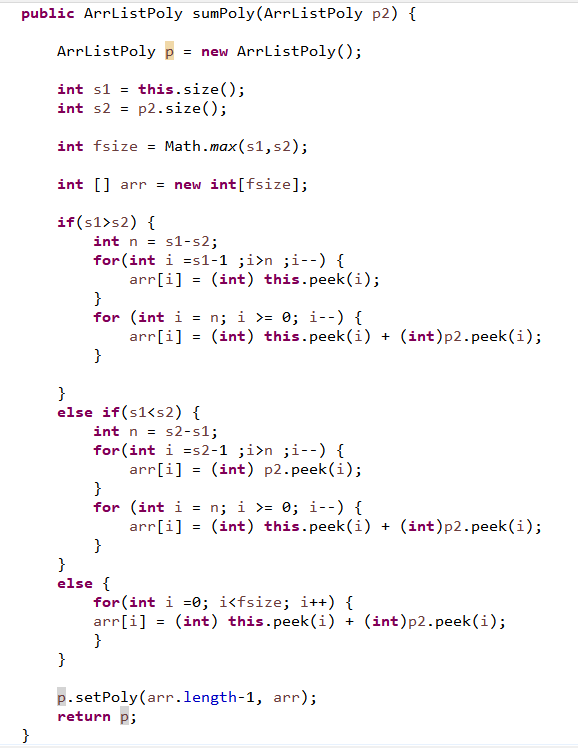 public ArrListPoly sumPoly(ArrListPoly p2) {
ArrListPoly p = new ArrListPoly();
int s1 = this.size();
int s2 = p2.size();
int fsize = Math.max(s1,s2);
int [] arr = new int[fsize];
if(s1>s2) {
int n = s1-s2;
for(int i =s1-1 ;i>n ;i--) {
arr[i] = (int) this.peek(i);
}
for (int i = n; i >= 0; i--) {
arr[i] = (int) this.peek(i) + (int)p2.peek(i);
}
}
else if(s1<s2) {
int n = s2-s1;
for(int i =s2-1 ;i>n ;i--) {
arr[i] = (int) p2.peek(i);
}
for (int i = n; i >= 0; i--) {
arr[i] = (int) this.peek(i) + (int)p2.peek(i);
}
}
else {
for(int i =0; i<fsize; i++) {
arr[i] = (int) this.peek(i) + (int)p2.peek(i);
}
}
p.setPoly(arr.length-1, arr);
return p;
}